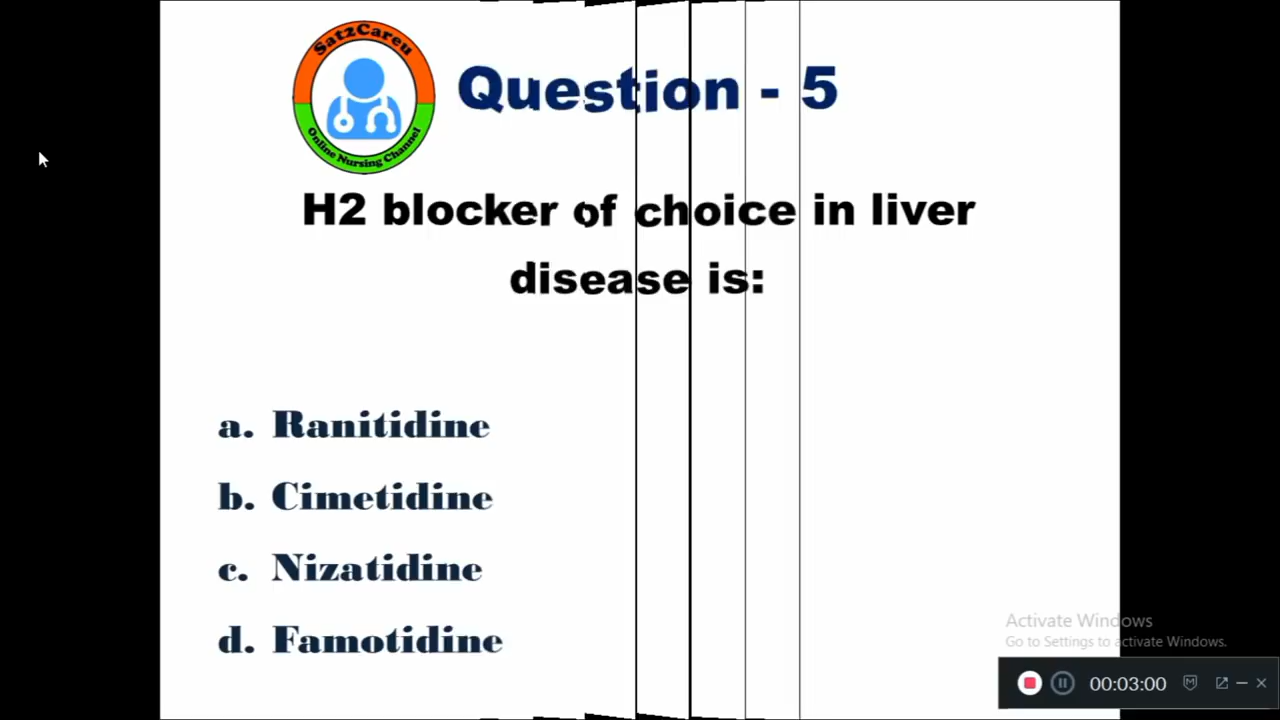 Sat2Careu
Online Nursing Channel
Question - 5
H2 blocker of choice in liver
disease is:
a. Ranitidine
b. Cimetidine
c. Nizatidine
d. Famotidine
Activate Windows
Go to Settings to activate Windows.
00:03:00